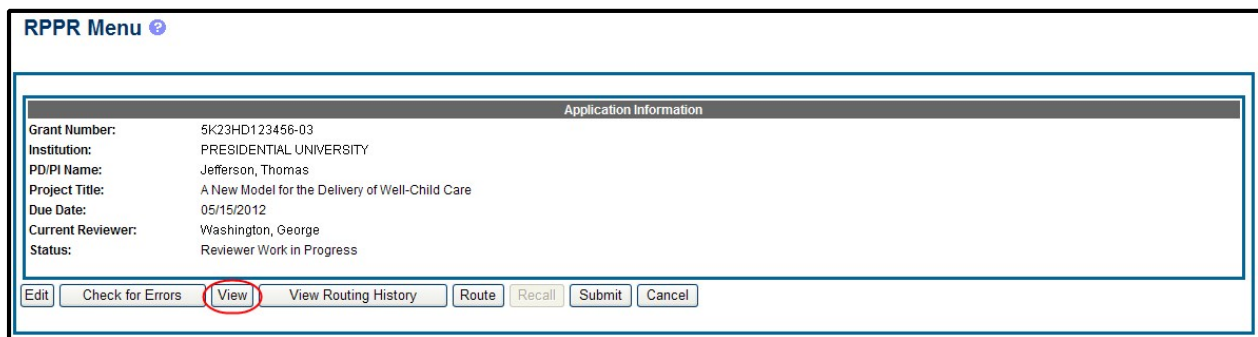 RPPR Menu ?
Application Information
Grant Number: 5K23HD123456-03
Institution: PRESIDENTIAL UNIVERSITY
PD/PI Name: Jefferson, Thomas
Project Title: A New Model for the Delivery of Well-Child Care
Due Date: 05/15/2012
Current Reviewer: Washington, George
Status: Reviewer Work in Progress
Edit Check for Errors View View Routing History Route Recall Submit Cancel